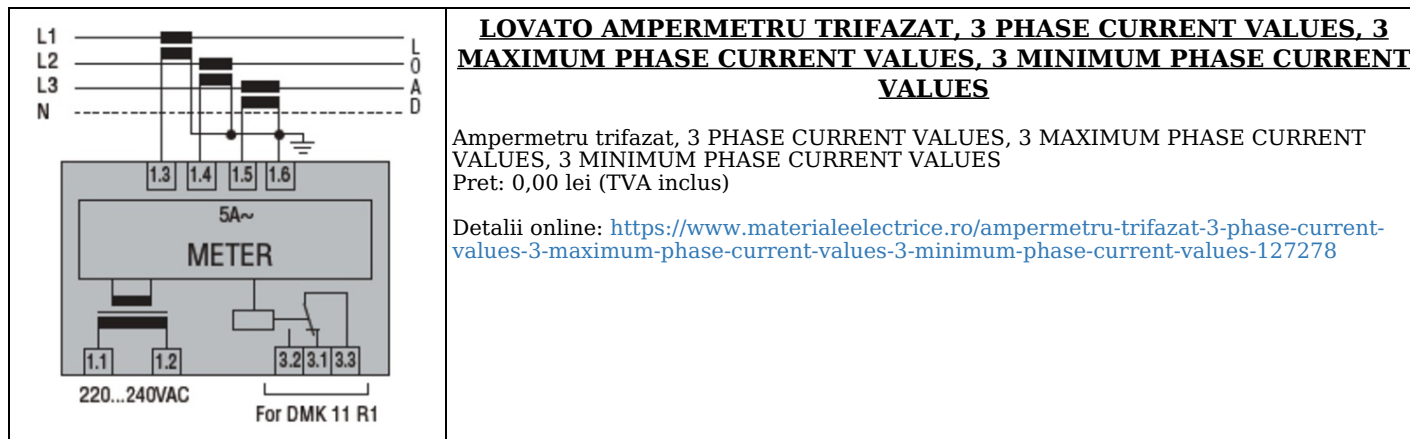 L1
L2
L3
N
LOAD
1.3 1.4 1.5 1.6
5A~
METER
1.1 1.2 3.2 3.1 3.3
220...240VAC
For DMK 11 R1
LOVATO AMPERMETRU TRIFAZAT, 3 PHASE CURRENT VALUES, 3
MAXIMUM PHASE CURRENT VALUES, 3 MINIMUM PHASE CURRENT
VALUES
Ampermetru trifazat, 3 PHASE CURRENT VALUES, 3 MAXIMUM PHASE CURRENT
VALUES, 3 MINIMUM PHASE CURRENT VALUES
Pret: 0,00 lei (TVA inclus)
Detalii online: https://www.materialeelectrice.ro/ampermetru-trifazat-3-phase-current-
values-3-maximum-phase-current-values-3-minimum-phase-current-values-127278